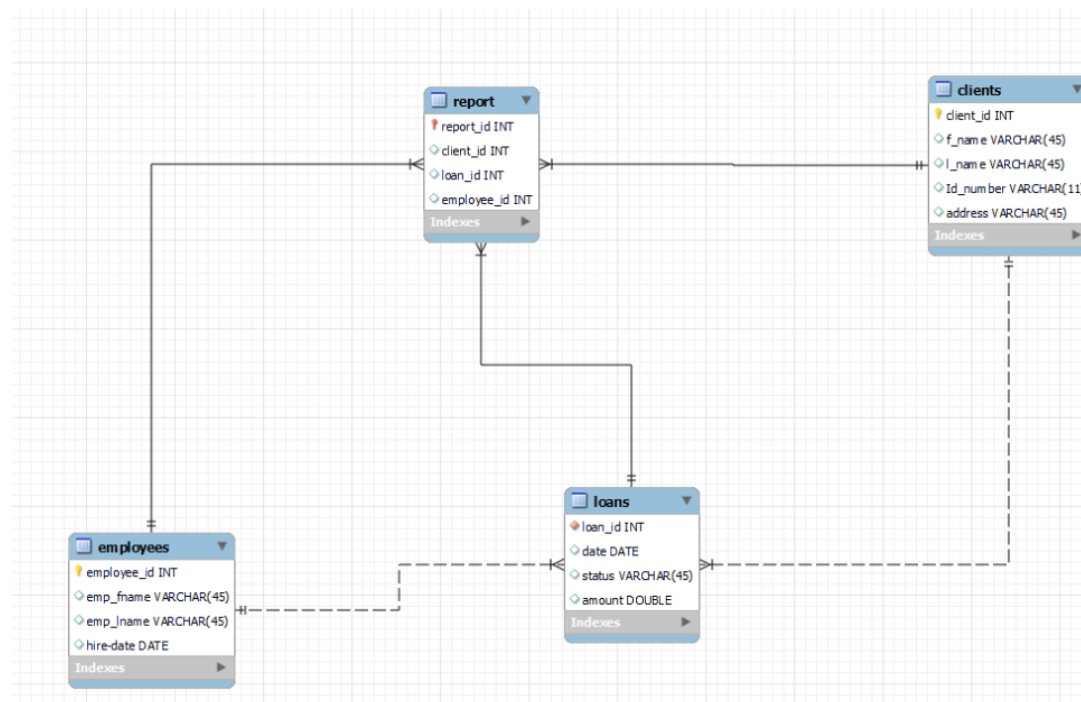 report
report_id INT
client_id INT
loan_id INT
employee_id INT
Indexes
clients
client_id INT
f_name VARCHAR(45)
l_name VARCHAR(45)
Id_number VARCHAR(11)
address VARCHAR(45)
Indexes
employees
employee_id INT
emp_fname VARCHAR(45)
emp_lname VARCHAR(45)
hire-date DATE
Indexes
loans
loan_id INT
date DATE
status VARCHAR(45)
amount DOUBLE
Indexes